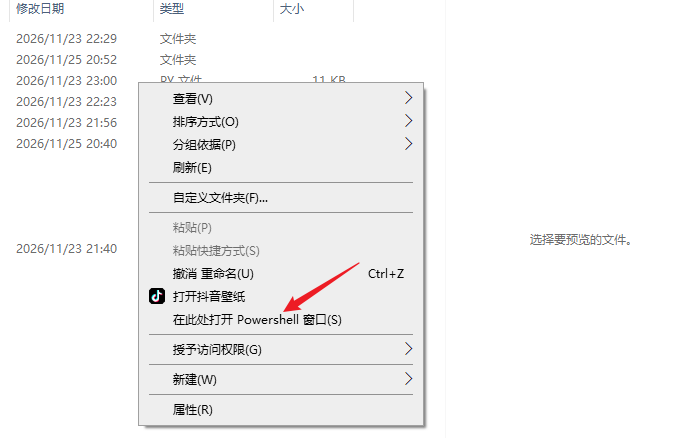 修改日期 类型 大小
2026/11/23 22:29 文件夹
2026/11/25 20:52 文件夹
2026/11/23 23:00 PY 文件 11 KB
2026/11/23 22:23
2026/11/23 21:56
2026/11/25 20:40
2026/11/23 21:40
查看(V)
排序方式(O)
分组依据(P)
刷新(E)
自定义文件夹(F)...
粘贴(P)
粘贴快捷方式(S)
撤消 重命名(U) Ctrl+Z
打开抖音壁纸
在此处打开 Powershell 窗口(S)
授予访问权限(G)
新建(W)
属性(R)
选择要预览的文件。